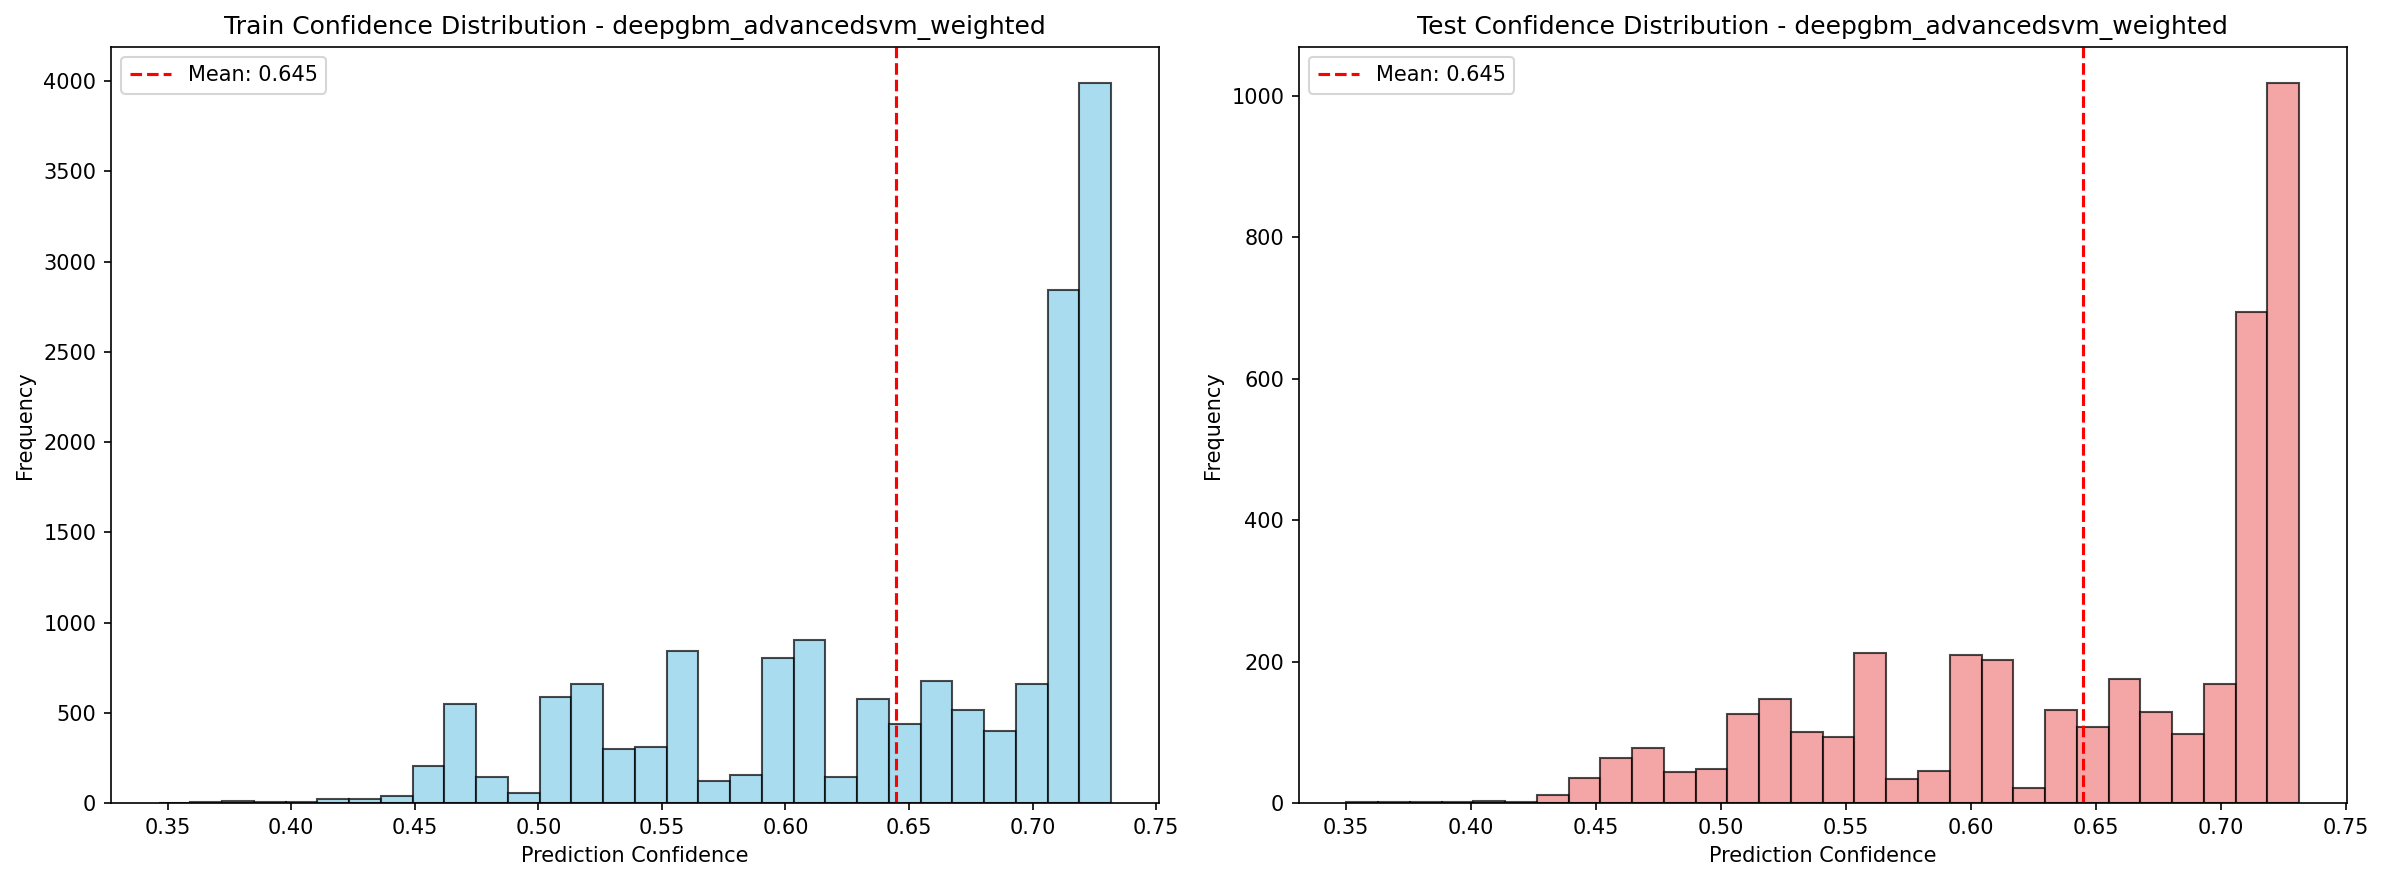 Train Confidence Distribution - deepgbm_advancedsvm_weighted
Mean: 0.645
4000
3500
3000
2500
2000
1500
1000
500
0
Frequency
0.35 0.40 0.45 0.50 0.55 0.60 0.65 0.70 0.75
Prediction Confidence
Test Confidence Distribution - deepgbm_advancedsvm_weighted
Mean: 0.645
1000
800
600
400
200
0
Frequency
0.35 0.40 0.45 0.50 0.55 0.60 0.65 0.70 0.75
Prediction Confidence